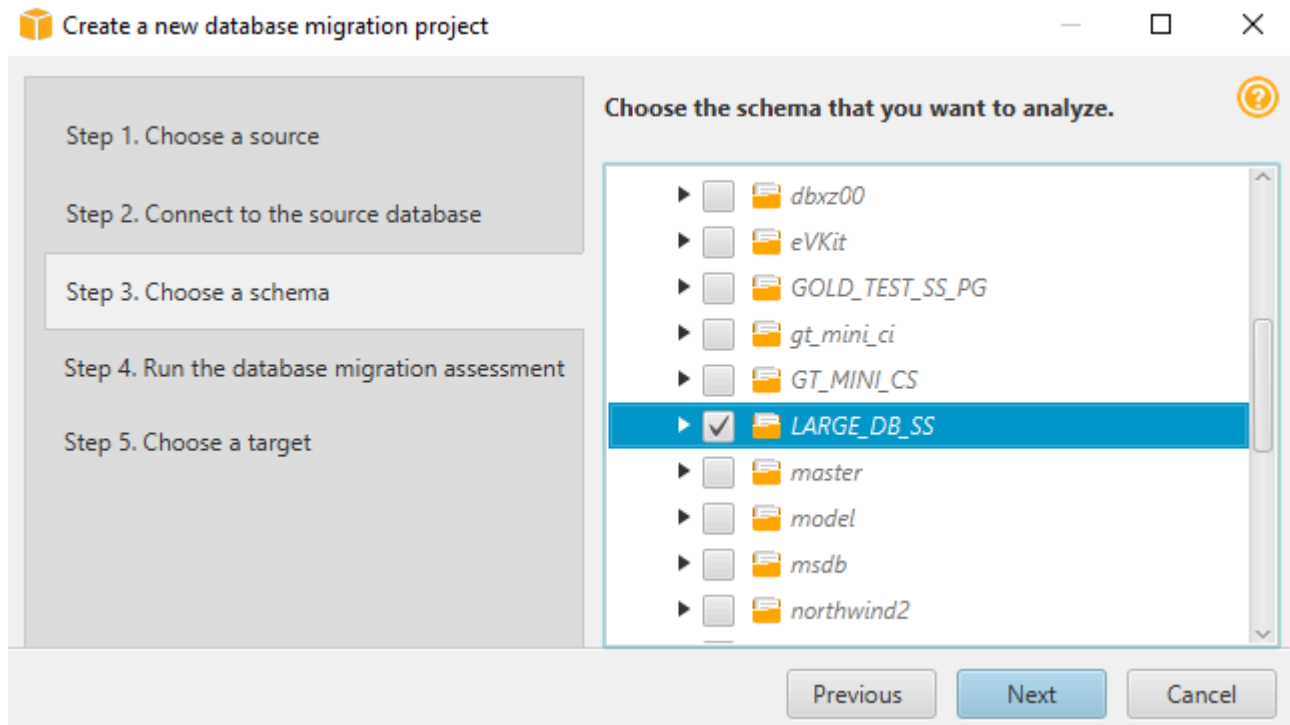 Create a new database migration project
Step 1. Choose a source
Step 2. Connect to the source database
Step 3. Choose a schema
Step 4. Run the database migration assessment
Step 5. Choose a target
Choose the schema that you want to analyze.
dbxz00
eVKit
GOLD_TEST_SS_PG
gt_mini_ci
GT_MINI_CS
LARGE_DB_SS
master
model
msdb
northwind2
Previous
Next
Cancel